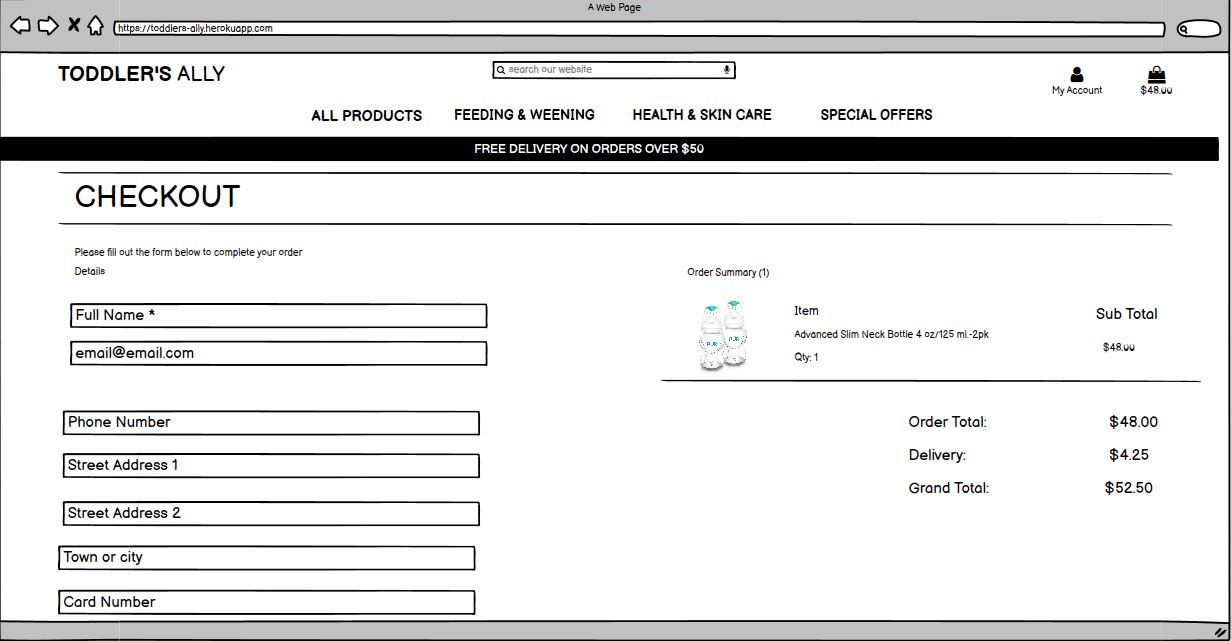 A Web Page
https://toddlers-ally.herokuapp.com
TODDLER'S ALLY
search our website
My Account
$48.00
ALL PRODUCTS
FEEDING & WEENING
HEALTH & SKIN CARE
SPECIAL OFFERS
FREE DELIVERY ON ORDERS OVER $50
CHECKOUT
Please fill out the form below to complete your order
Details
Full Name *
email@email.com
Phone Number
Street Address 1
Street Address 2
Town or city
Card Number
Order Summary (1)
PUR
PUR
Item
Sub Total
Advanced Slim Neck Bottle 4 oz/125 ml.-2pk
$48.00
Qty: 1
Order Total:
$48.00
Delivery:
$4.25
Grand Total:
$52.50